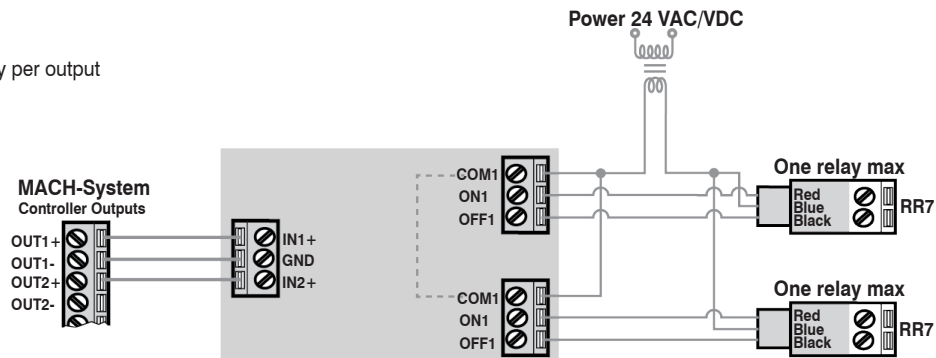 Power 24 VAC/VDC
per output
MACH-System
Controller Outputs
OUT1+
OUT1-
OUT2+
OUT2-
IN1+
GND
IN2+
COM1
ON1
OFF1
COM1
ON1
OFF1
One relay max
Red
Blue
Black
RR7
One relay max
Red
Blue
Black
RR7